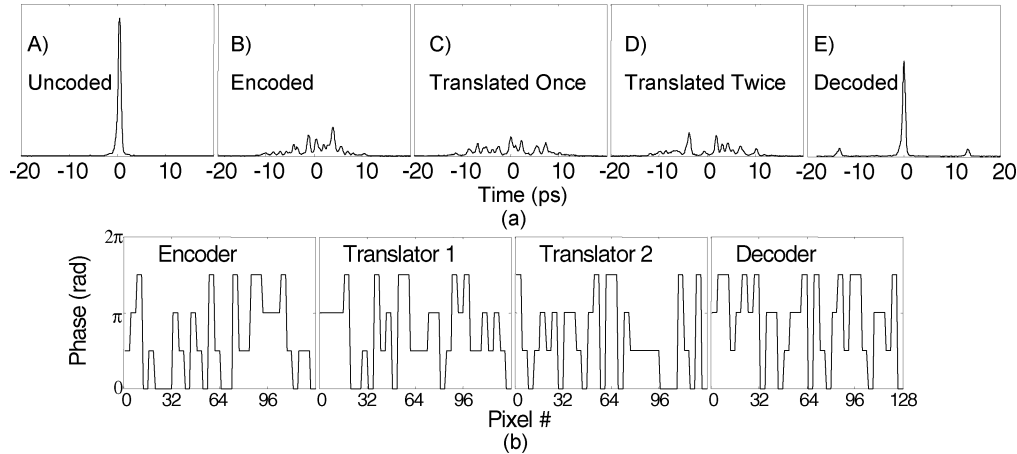 A) B) C) D) E)
Uncoded Encoded Translated Once Translated Twice Decoded
-20 -10 0 10 -20 -10 0 10 -20 -10 0 10 -20 -10 0 10 -20 -10 0 10 20
Time (ps)
(a)
2π Encoder Translator 1 Translator 2 Decoder
Phase (rad)
π
0
0 32 64 96 0 32 64 96 0 32 64 96 0 32 64 96 128
Pixel #
(b)